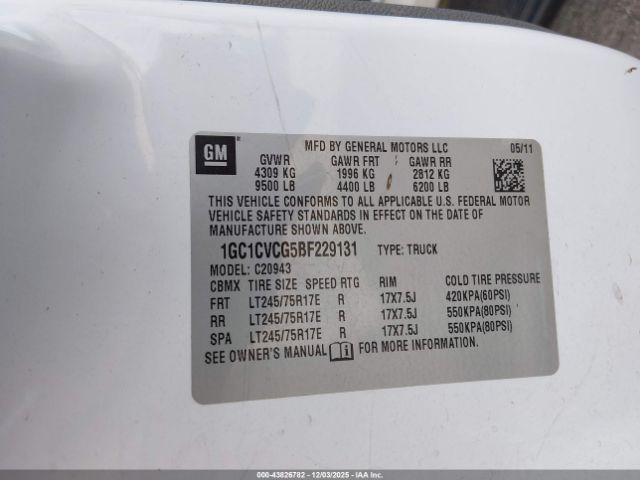 GM
MFD BY GENERAL MOTORS LLC 05/11
GVWR GAWR FRT GAWR RR
4309 KG 1996 KG 2812 KG
9500 LB 4400 LB 6200 LB
THIS VEHICLE CONFORMS TO ALL APPLICABLE U.S. FEDERAL MOTOR
VEHICLE SAFETY STANDARDS IN EFFECT ON THE DATE OF
MANUFACTURE SHOWN ABOVE.
1GC1CVCG5BF229131 TYPE: TRUCK
MODEL: C20943
CBMX TIRE SIZE SPEED RTG RIM COLD TIRE PRESSURE
FRT LT245/75R17E R 17X7.5J 420KPA(60PSI)
RR LT245/75R17E R 17X7.5J 550KPA(80PSI)
SPA LT245/75R17E R 17X7.5J 550KPA(80PSI)
SEE OWNER'S MANUAL FOR MORE INFORMATION.
000-43826782 - 12/03/2025 - IAAI.COM